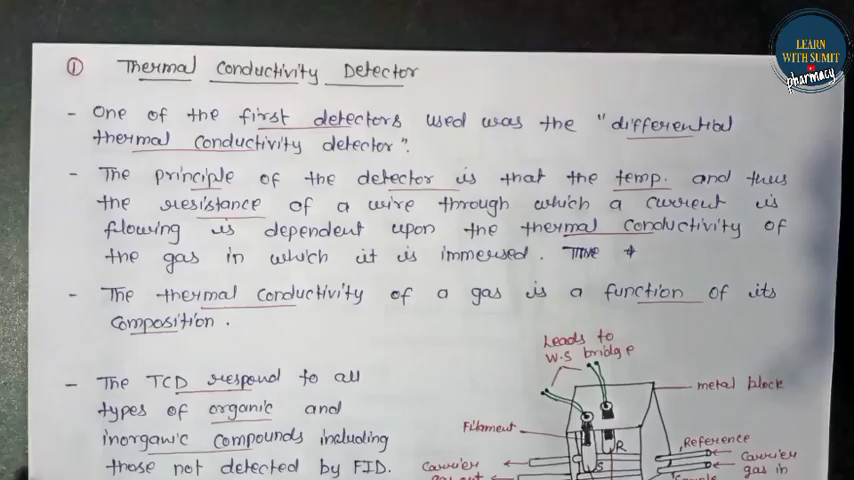 LEARN
WITH SUMIT
pharmacy
① Thermal Conductivity Detector
- One of the first detectors used was the "differential
thermal conductivity detector".
- The principle of the detector is that the temp. and thus
the resistance of a wire through which a current is
flowing is dependent upon the thermal conductivity of
the gas in which it is immersed.
- The thermal conductivity of a gas is a function of its
composition.
- The TCD respond to all
types of organic and
inorganic compounds including
those not detected by FID.
Leads to
W.S bridge
metal block
Filament
R
S
Reference
Carrier
gas in
Carrier
gas out